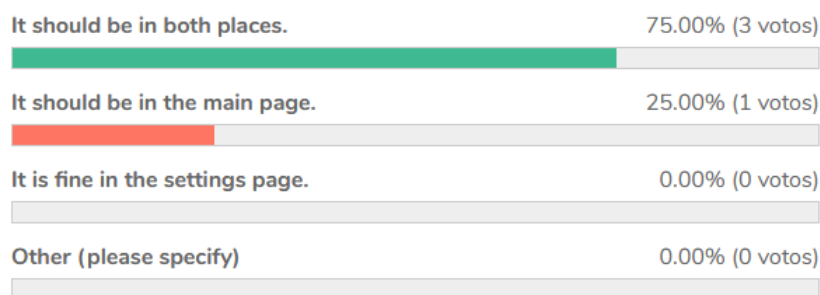 It should be in both places. 75.00% (3 votos)
It should be in the main page. 25.00% (1 votos)
It is fine in the settings page. 0.00% (0 votos)
Other (please specify) 0.00% (0 votos)